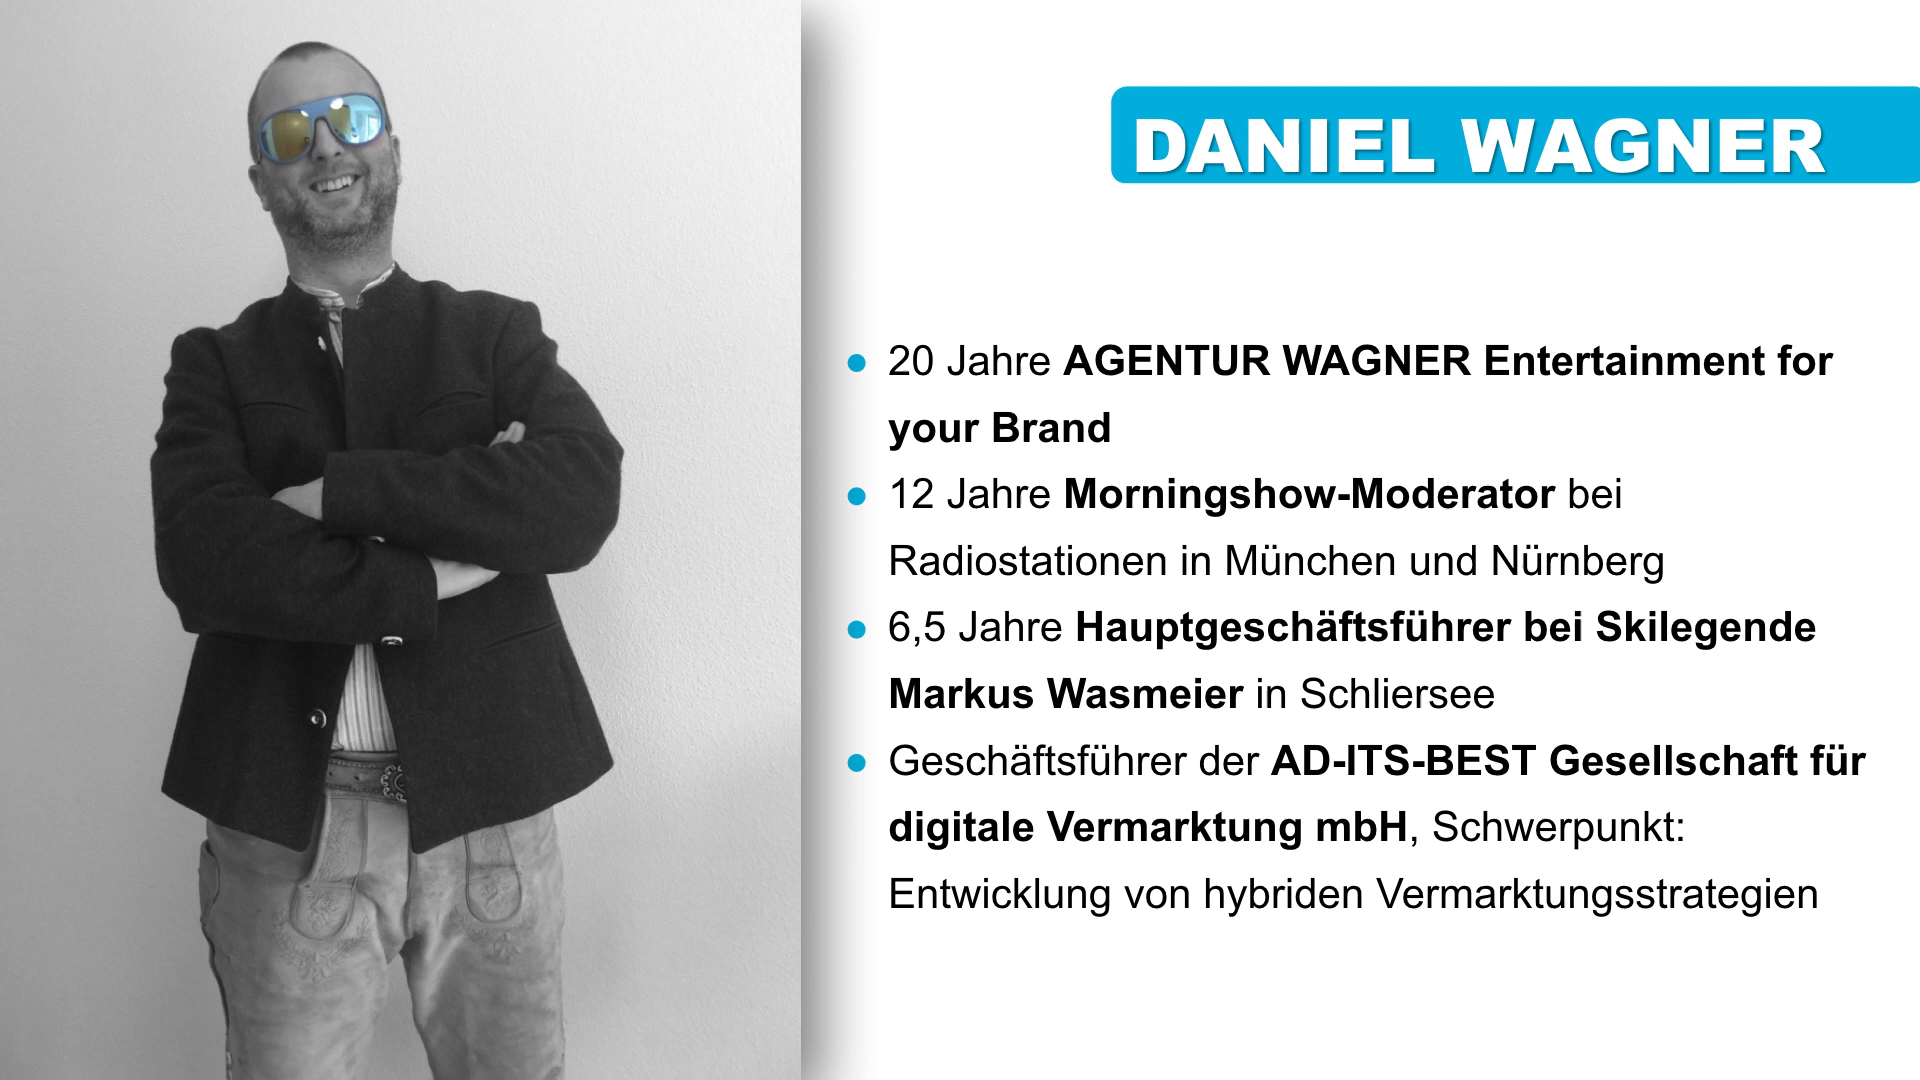 DANIEL WAGNER
● 20 Jahre AGENTUR WAGNER Entertainment for
your Brand
● 12 Jahre Morningshow-Moderator bei
Radiostationen in München und Nürnberg
● 6,5 Jahre Hauptgeschäftsführer bei Skilegende
Markus Wasmeier in Schliersee
● Geschäftsführer der AD-ITS-BEST Gesellschaft für
digitale Vermarktung mbH, Schwerpunkt:
Entwicklung von hybriden Vermarktungsstrategien